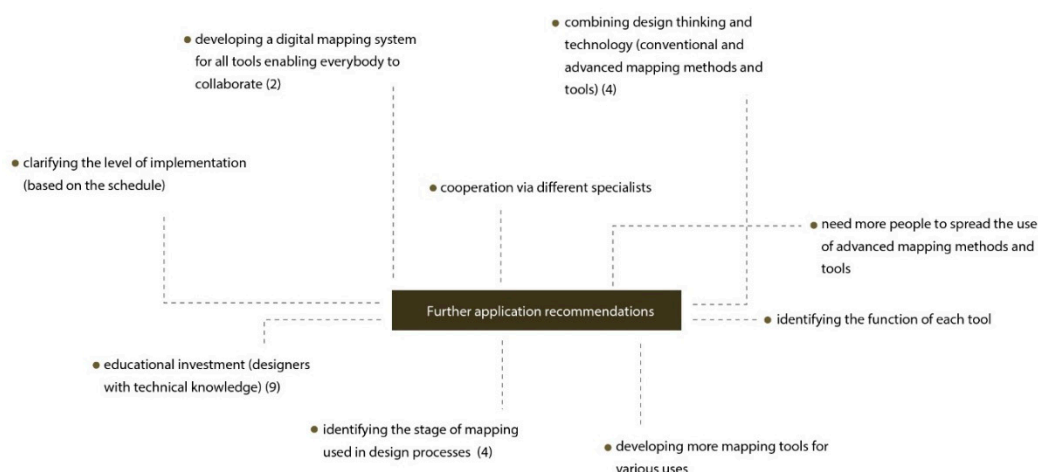 ● developing a digital mapping system
for all tools enabling everybody to
collaborate (2)
● combining design thinking and
technology (conventional and
advanced mapping methods and
tools) (4)
● clarifying the level of implementation
(based on the schedule)
● cooperation via different specialists
● need more people to spread the use
of advanced mapping methods and
tools
Further application recommendations
● identifying the function of each tool
● educational investment (designers
with technical knowledge) (9)
● identifying the stage of mapping
used in design processes (4)
● developing more mapping tools for
various uses